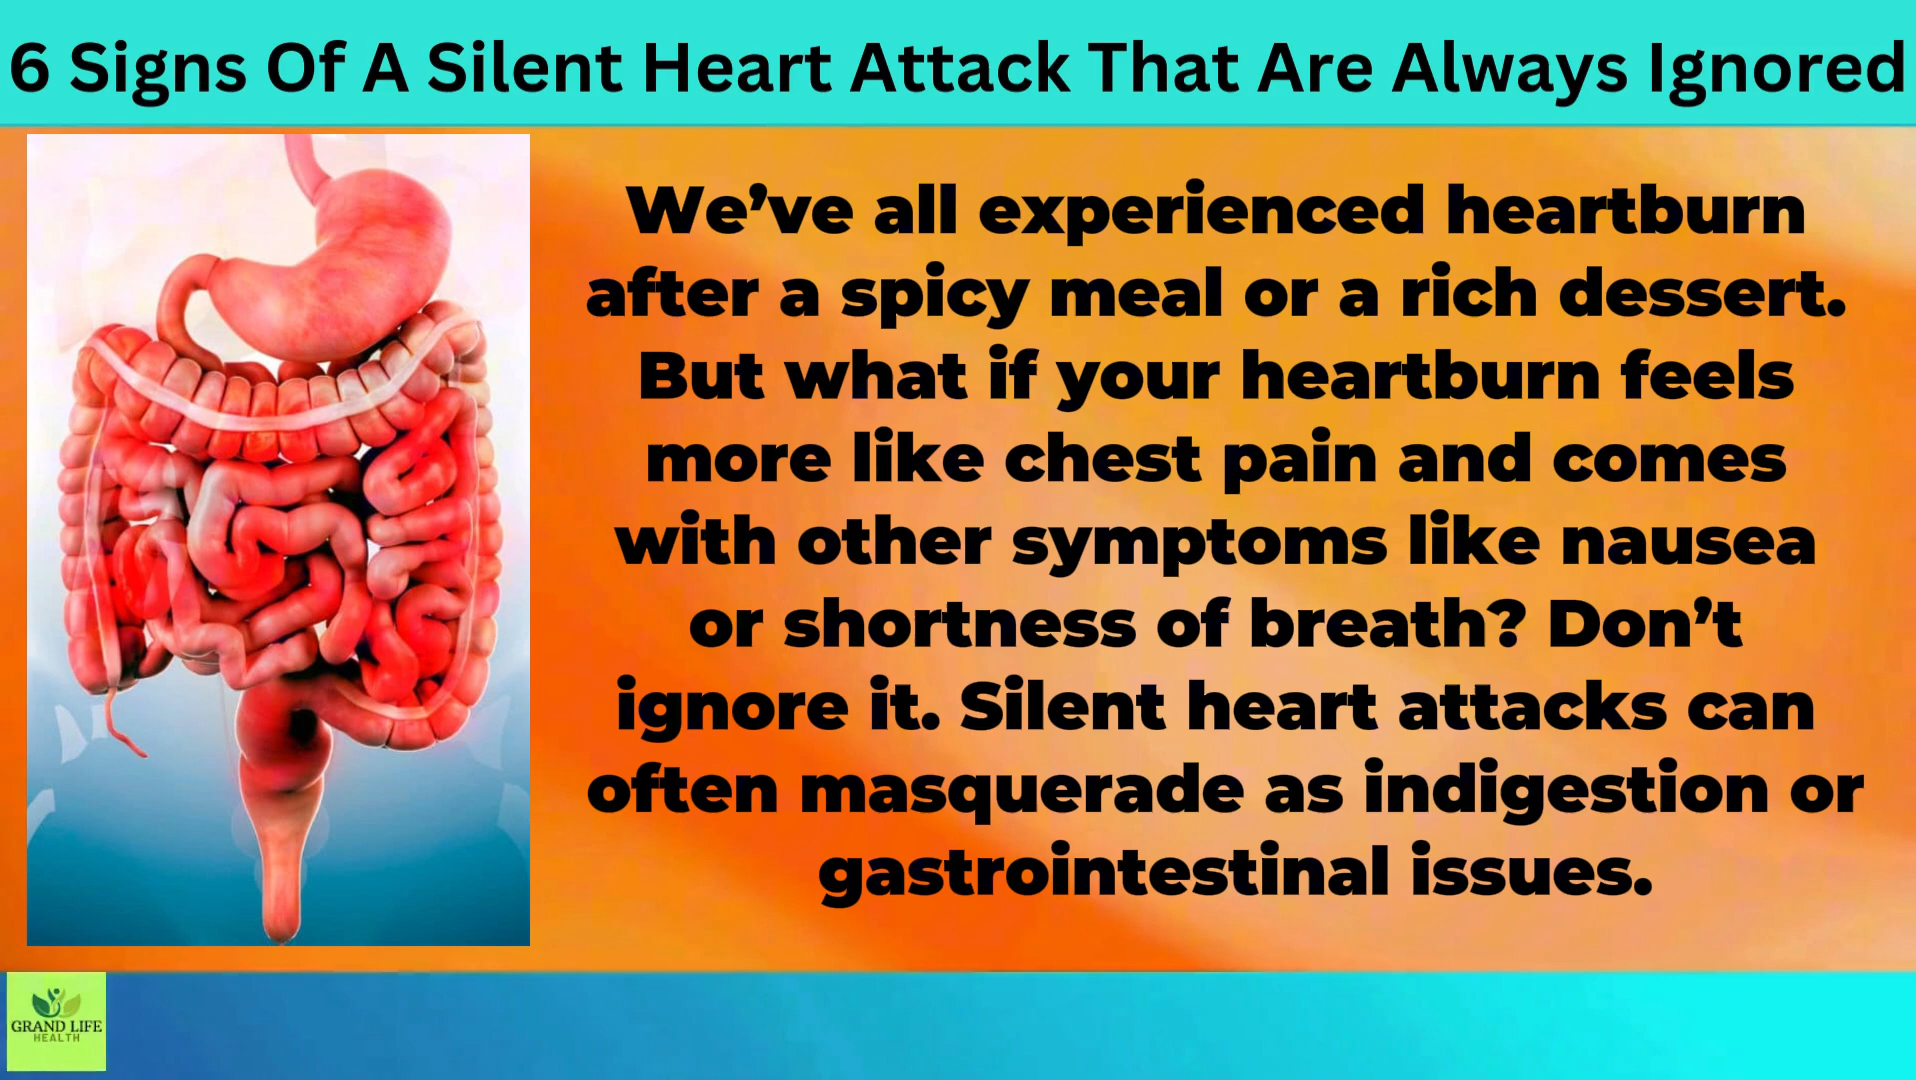 6 Signs Of A Silent Heart Attack That Are Always Ignored
We’ve all experienced heartburn
after a spicy meal or a rich dessert.
But what if your heartburn feels
more like chest pain and comes
with other symptoms like nausea
or shortness of breath? Don’t
ignore it. Silent heart attacks can
often masquerade as indigestion or
gastrointestinal issues.
GRAND LIFE
HEALTH